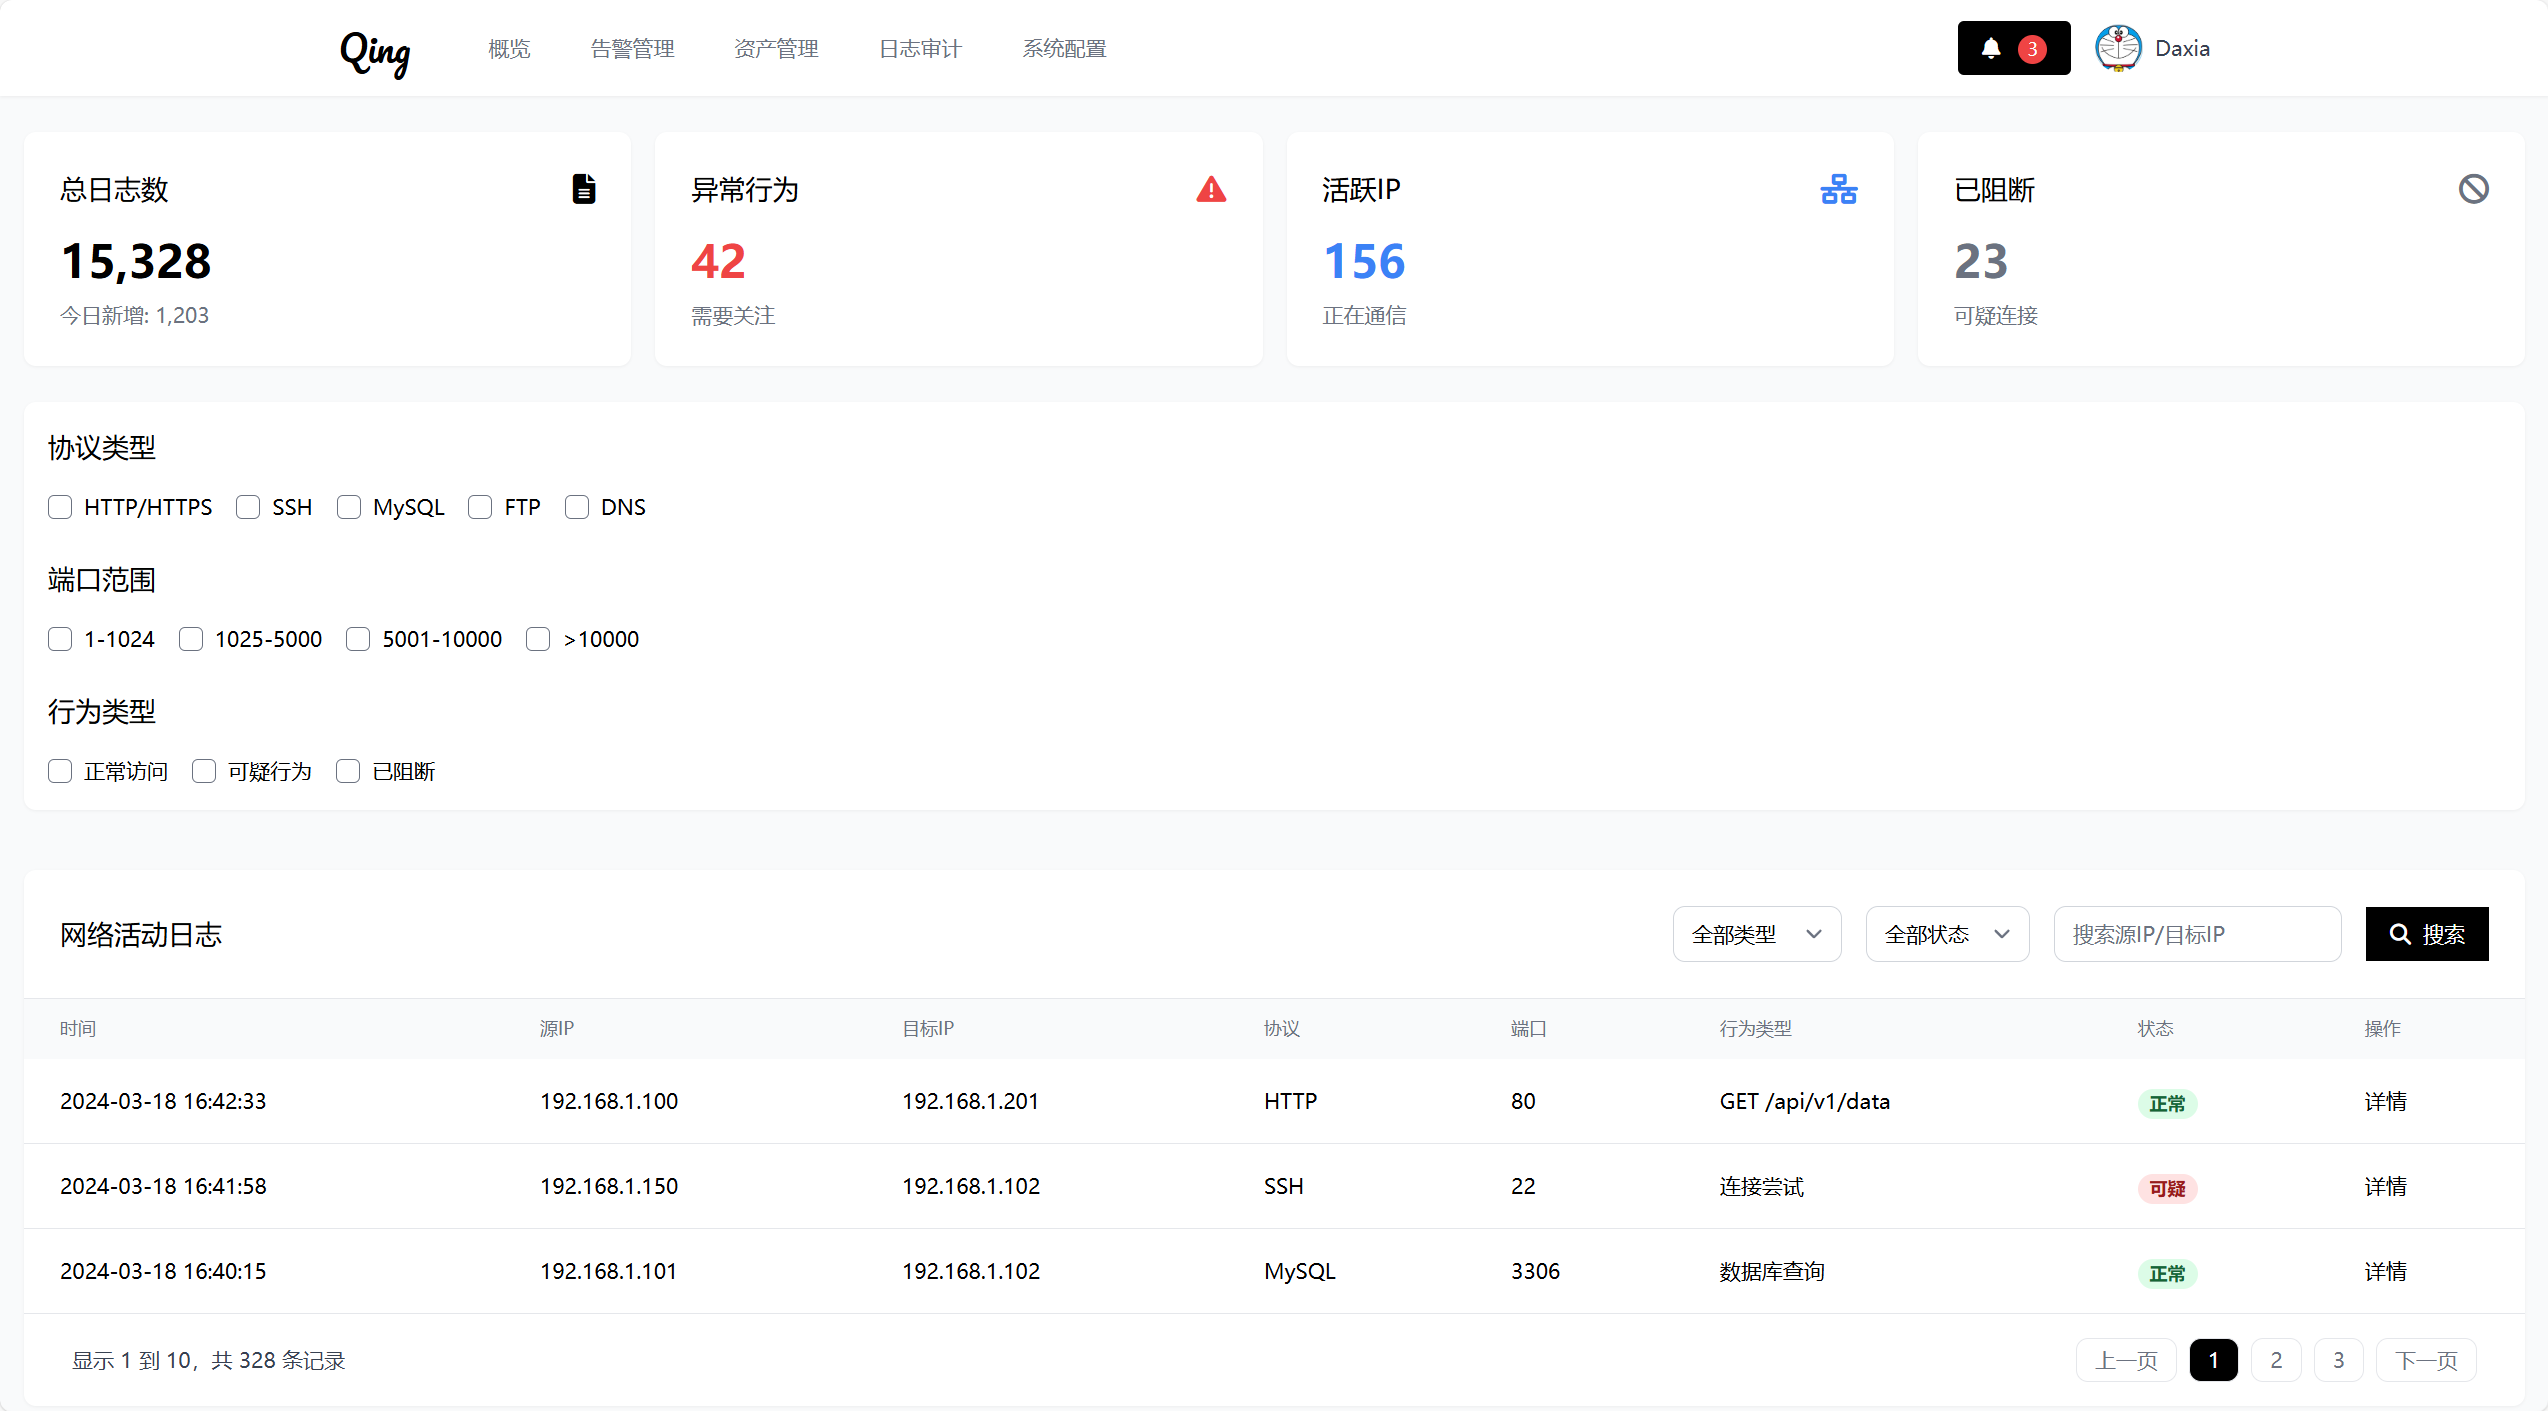 Qing 概览 告警管理 资产管理 日志审计 系统配置 3 Daxia
总日志数
15,328
今日新增: 1,203
异常行为
42
需要关注
活跃IP
156
正在通信
已阻断
23
可疑连接
协议类型
HTTP/HTTPS SSH MySQL FTP DNS
端口范围
1-1024 1025-5000 5001-10000 >10000
行为类型
正常访问 可疑行为 已阻断
网络活动日志 全部类型 全部状态 搜索源IP/目标IP 搜索
时间 源IP 目标IP 协议 端口 行为类型 状态 操作
2024-03-18 16:42:33 192.168.1.100 192.168.1.201 HTTP 80 GET /api/v1/data 正常 详情
2024-03-18 16:41:58 192.168.1.150 192.168.1.102 SSH 22 连接尝试 可疑 详情
2024-03-18 16:40:15 192.168.1.101 192.168.1.102 MySQL 3306 数据库查询 正常 详情
显示 1 到 10，共 328 条记录 上一页 1 2 3 下一页